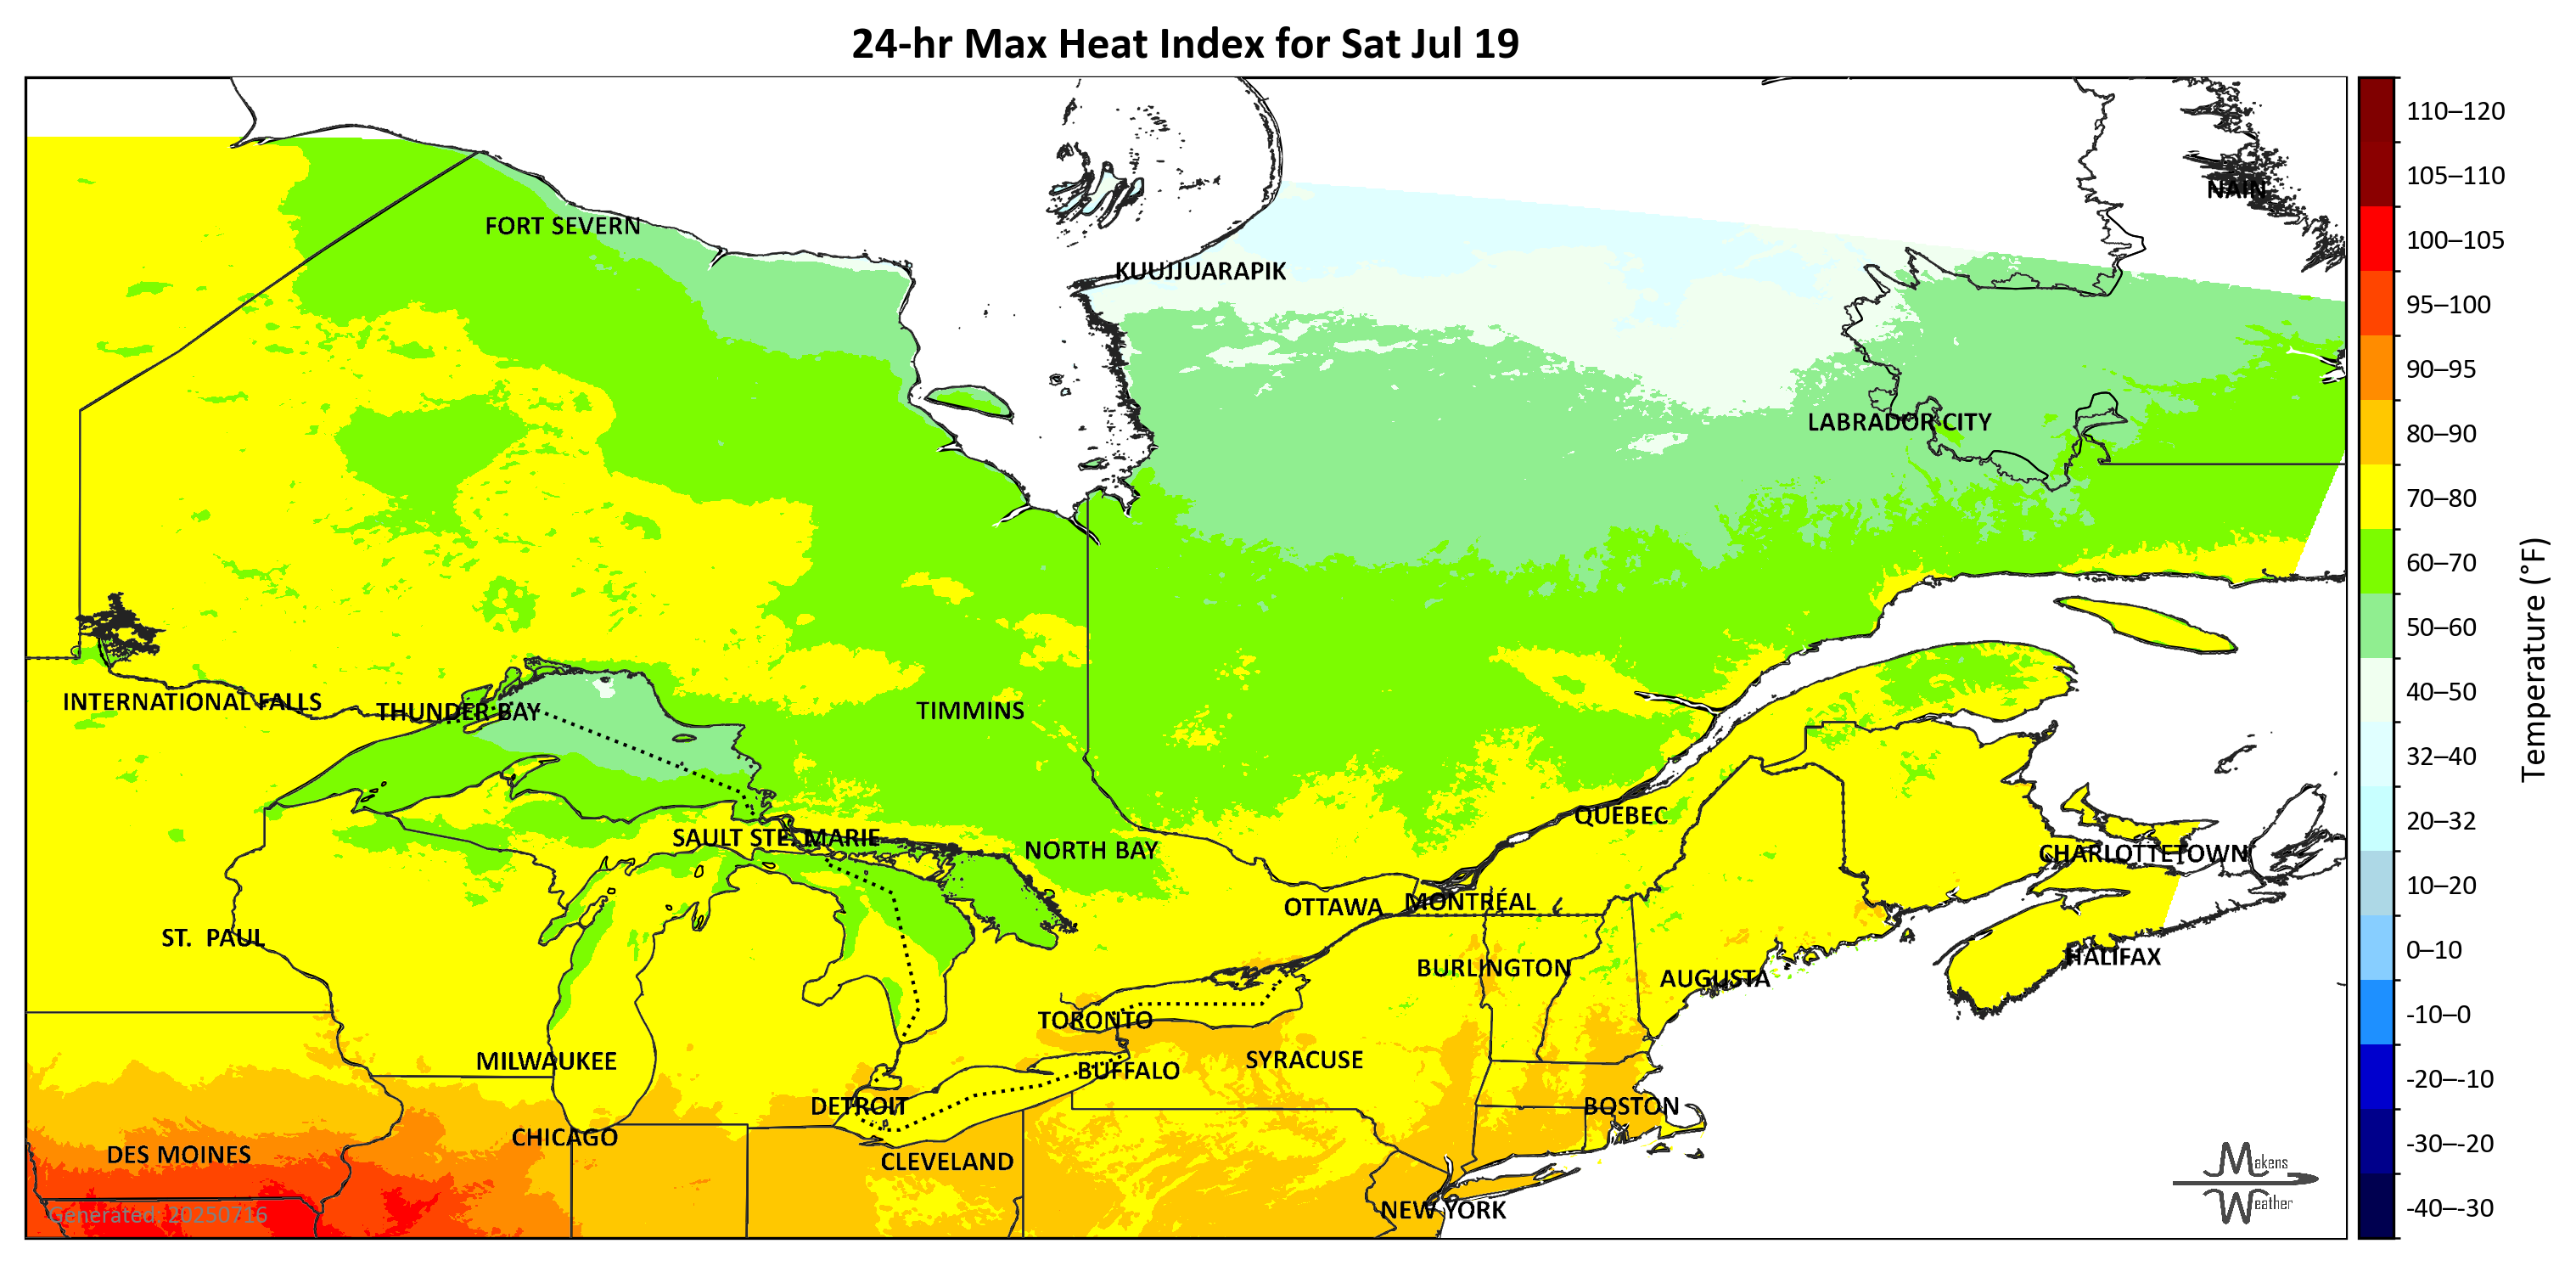 24-hr Max Heat Index for Sat Jul 19
110–120
105–110
100–105
95–100
90–95
80–90
70–80
60–70
50–60
40–50
32–40
20–32
10–20
0–10
-10–0
-20–-10
-30–-20
-40–-30
Temperature (°F)
NAIN
FORT SEVERN
KUUJJUARAPIK
LABRADOR CITY
INTERNATIONAL FALLS
THUNDER BAY
TIMMINS
QUÉBEC
SAULT STE. MARIE
NORTH BAY
CHARLOTTETOWN
OTTAWA
MONTRÉAL
ST. PAUL
BURLINGTON
AUGUSTA
HALIFAX
TORONTO
MILWAUKEE
BUFFALO
SYRACUSE
DETROIT
BOSTON
CHICAGO
DES MOINES
CLEVELAND
NEW YORK
Generated: 20250716
Makens
Weather